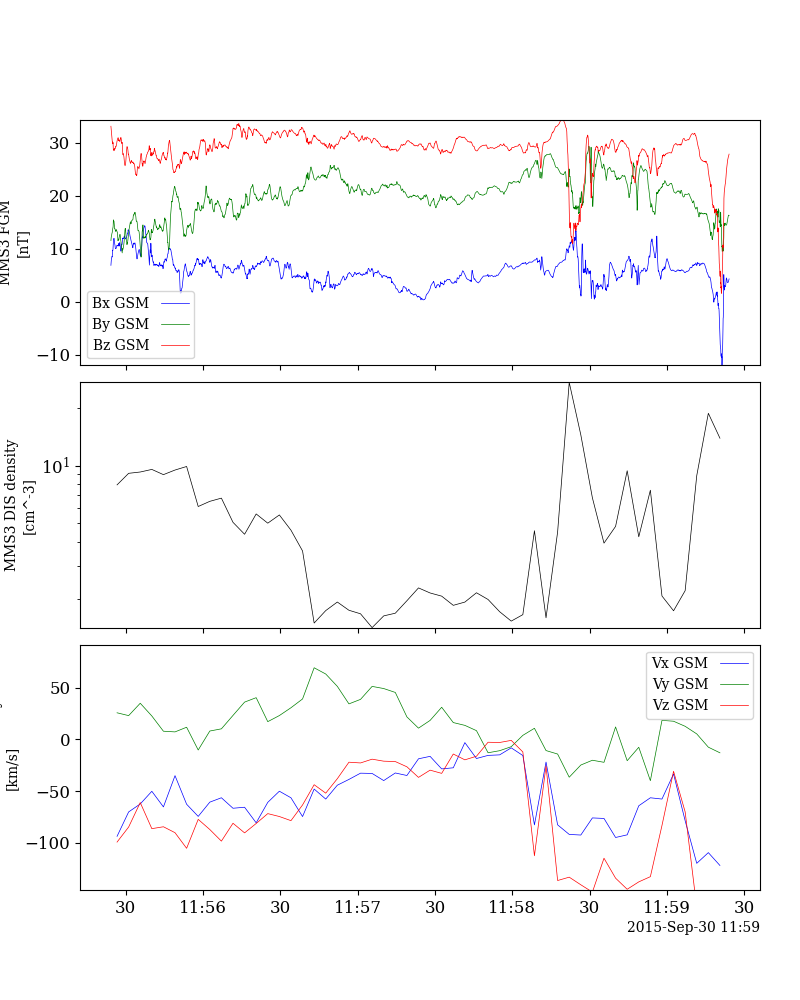 30
20
10
0
−10
MMS3 FGM
[nT]
Bx GSM
By GSM
Bz GSM
10^1
MMS3 DIS density
[cm^-3]
50
0
−50
−100
[km/s]
Vx GSM
Vy GSM
Vz GSM
30 11:56 30 11:57 30 11:58 30 11:59 30
2015-Sep-30 11:59